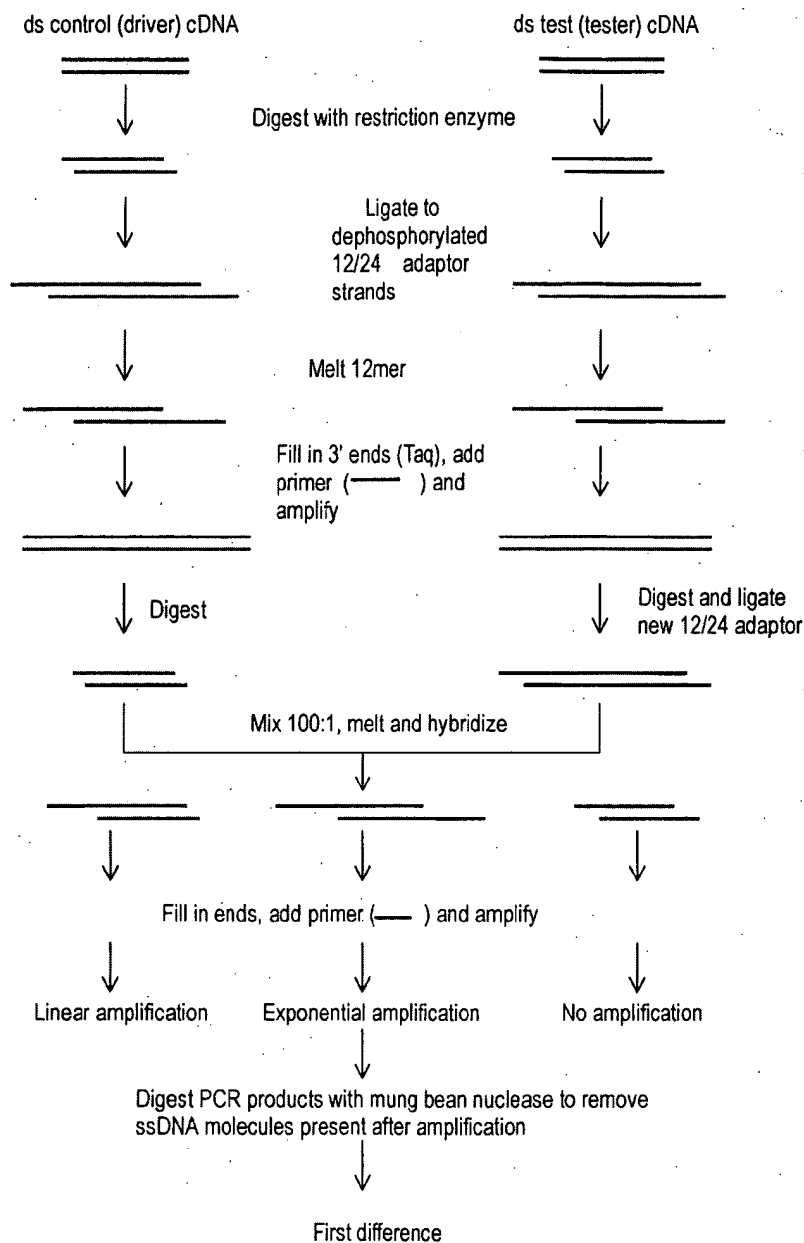 ds control (driver) cDNA
ds test (tester) cDNA
Digest with restriction enzyme
Ligate to
dephosphorylated
12/24 adaptor
strands
Melt 12mer
Fill in 3' ends (Taq), add
primer ( ) and
amplify
Digest
Digest and ligate
new 12/24 adaptor
Mix 100:1, melt and hybridize
Fill in ends, add primer ( ) and amplify
Linear amplification
Exponential amplification
No amplification
Digest PCR products with mung bean nuclease to remove
ssDNA molecules present after amplification
First difference